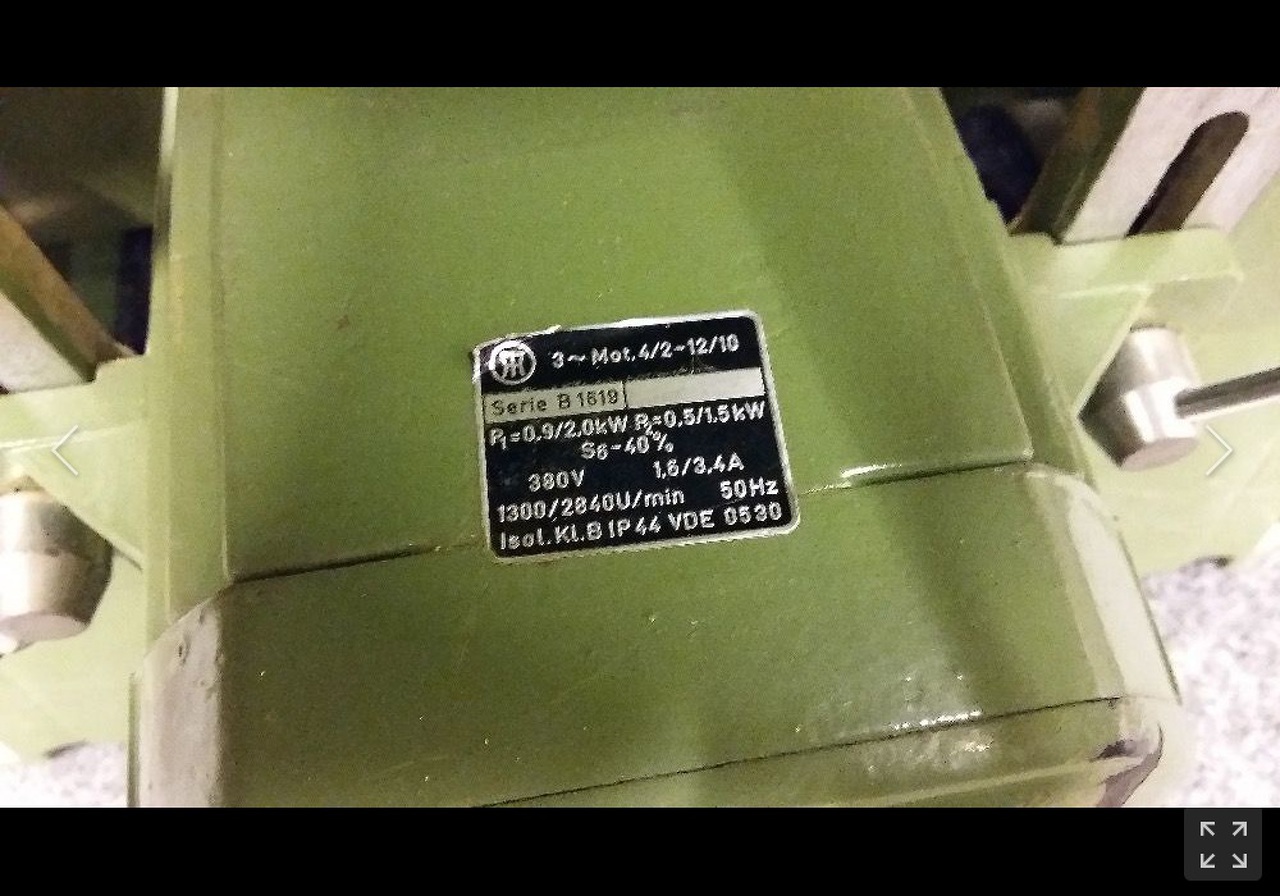 3~Mot.4/2-12/10
Serie B1619
P₁=0.9/2.0kW P₂=0.5/1.5kW
S6-40%
380V 1,6/3,4A
1300/2840U/min 50Hz
Isol.Kl.B IP44 VDE 0530